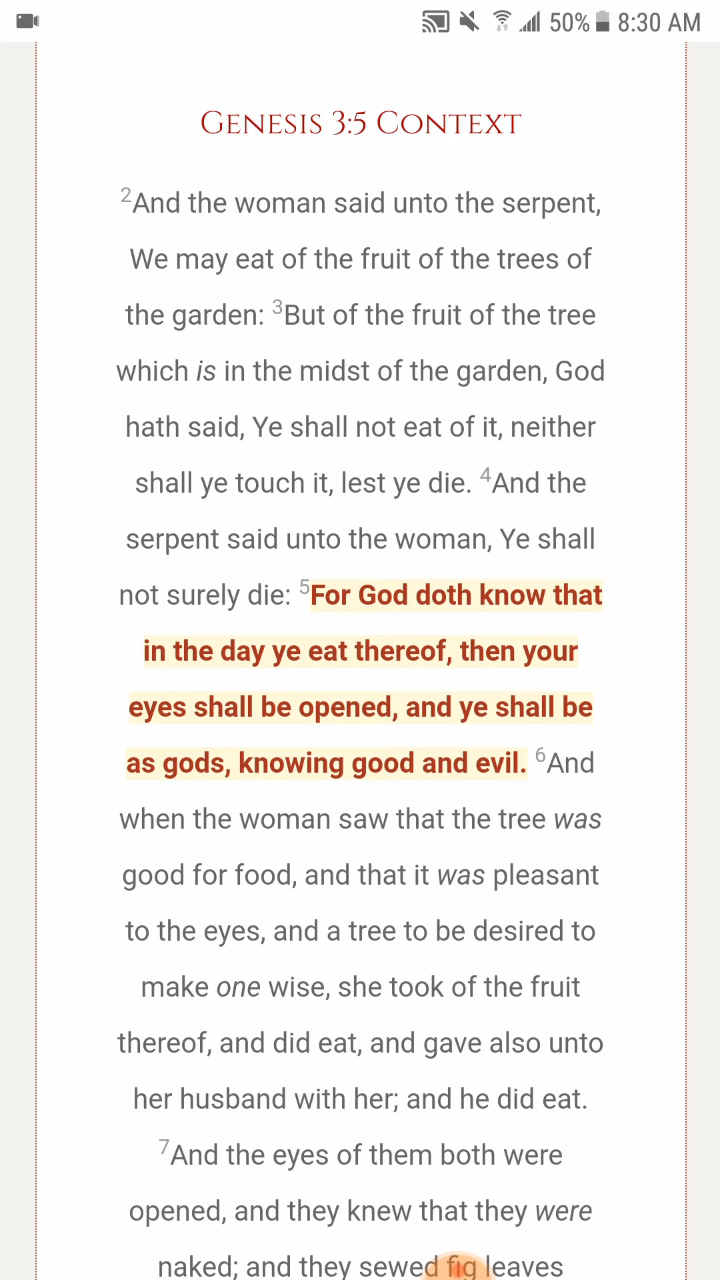 50% 8:30 AM
Genesis 3:5 Context
2And the woman said unto the serpent,
We may eat of the fruit of the trees of
the garden: 3But of the fruit of the tree
which is in the midst of the garden, God
hath said, Ye shall not eat of it, neither
shall ye touch it, lest ye die. 4And the
serpent said unto the woman, Ye shall
not surely die: 5For God doth know that
in the day ye eat thereof, then your
eyes shall be opened, and ye shall be
as gods, knowing good and evil. 6And
when the woman saw that the tree was
good for food, and that it was pleasant
to the eyes, and a tree to be desired to
make one wise, she took of the fruit
thereof, and did eat, and gave also unto
her husband with her; and he did eat.
7And the eyes of them both were
opened, and they knew that they were
naked; and they sewed fig leaves